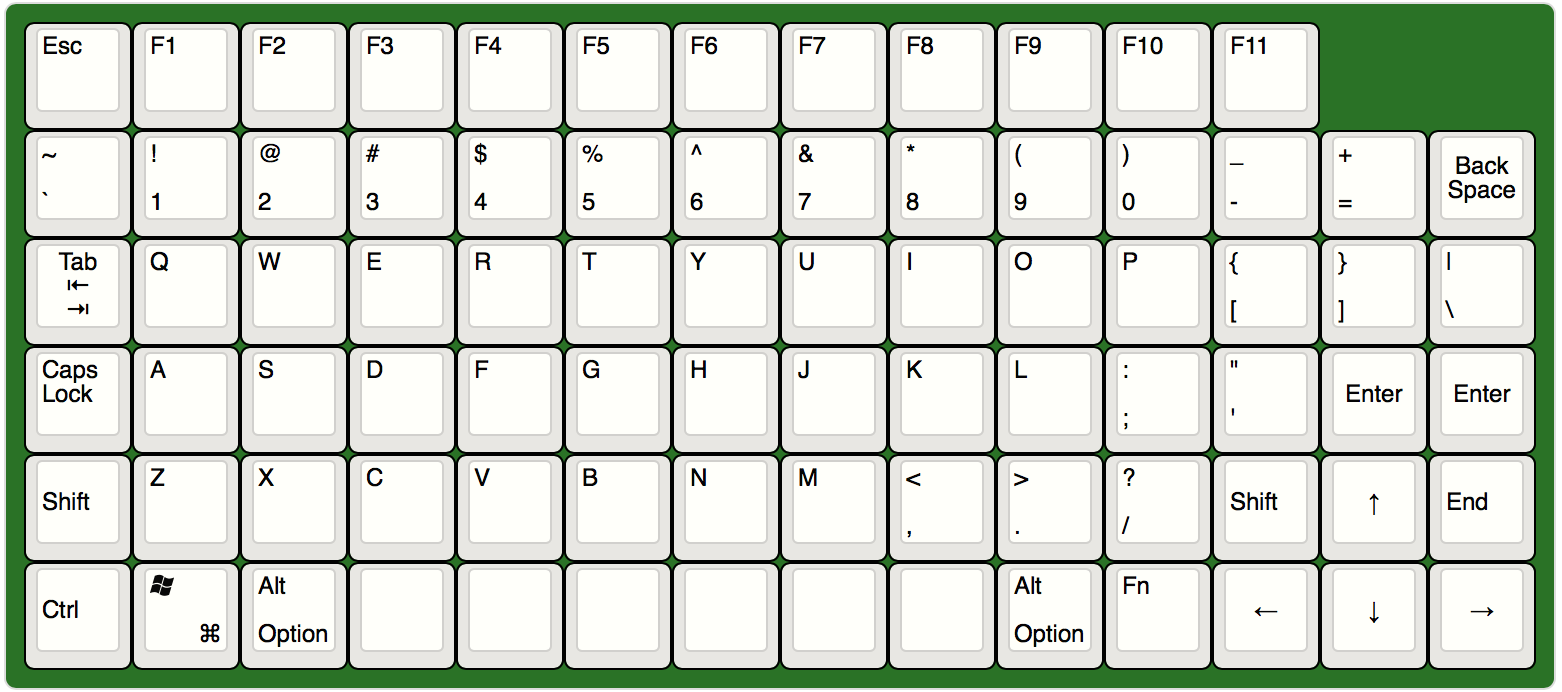 Esc F1 F2 F3 F4 F5 F6 F7 F8 F9 F10 F11
~ ! @ # $ % ^ & * ( ) _ + Back
` 1 2 3 4 5 6 7 8 9 0 - = Space
Tab Q W E R T Y U I O P { } |
⇤
⇥ [ ] \
Caps A S D F G H J K L : "
Lock ; ' Enter Enter
Z X C V B N M < > ?
Shift , . / Shift ↑ End
Alt Alt Fn
Ctrl ⌘ Option Option ← ↓ →